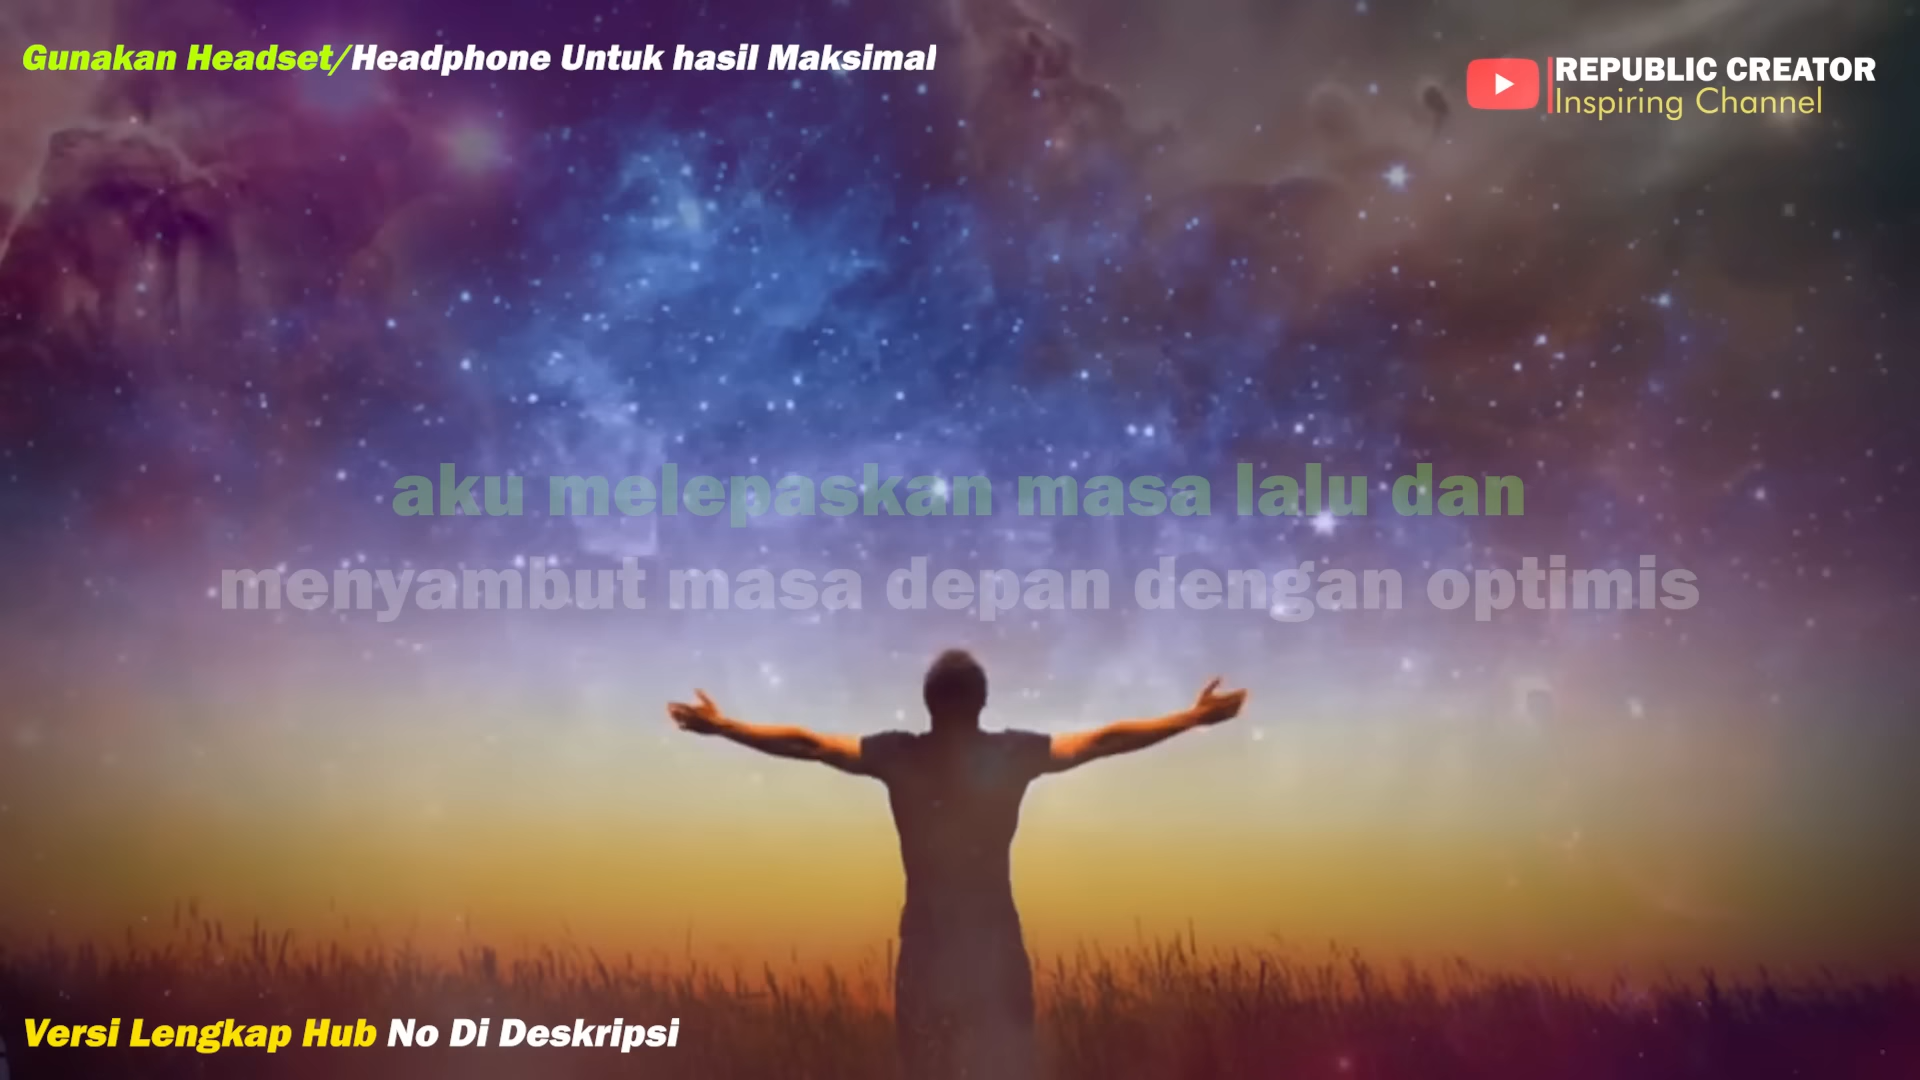 Gunakan Headset/Headphone Untuk hasil Maksimal
REPUBLIC CREATOR
Inspiring Channel
aku melepaskan masa lalu dan
menyambut masa depan dengan optimis
Versi Lengkap Hub No Di Deskripsi